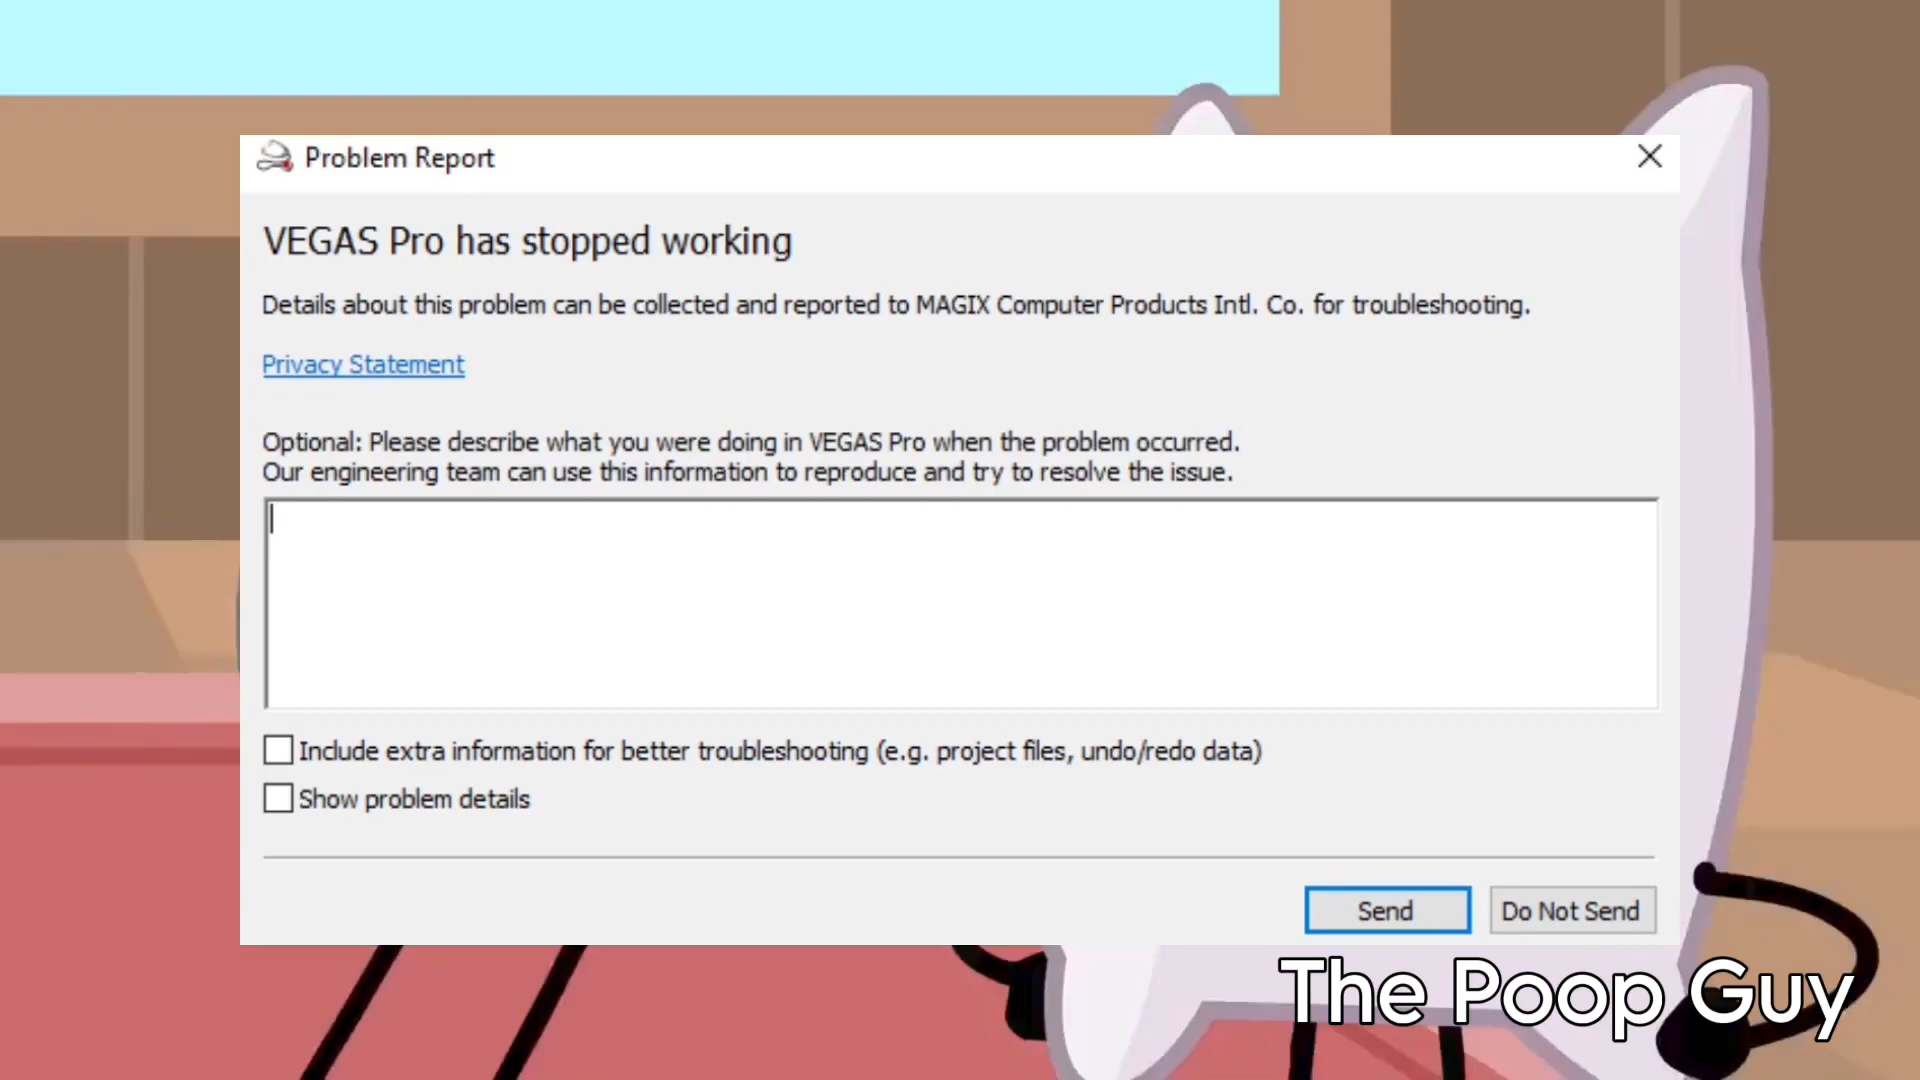 Problem Report
VEGAS Pro has stopped working
Details about this problem can be collected and reported to MAGIX Computer Products Intl. Co. for troubleshooting.
Privacy Statement
Optional: Please describe what you were doing in VEGAS Pro when the problem occurred.
Our engineering team can use this information to reproduce and try to resolve the issue.
Include extra information for better troubleshooting (e.g. project files, undo/redo data)
Show problem details
Send
Do Not Send
The Poop Guy